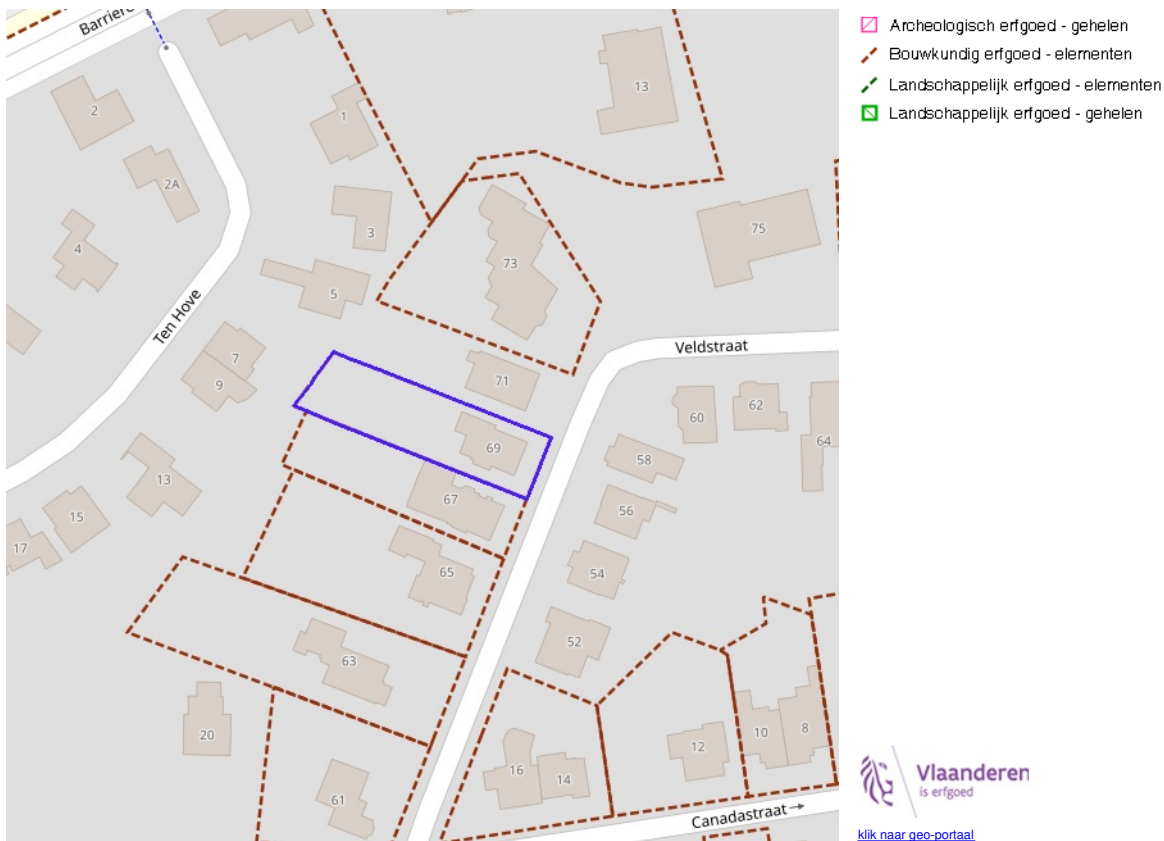 Barriere
2
1
13
2A
3
4
75
73
5
Ten Hove
Veldstraat
7
71
9
60
62
69
64
58
13
67
15
56
17
54
65
52
63
20
10
8
12
16
14
61
Canadastraat →
Archeologisch erfgoed - gehelen
Bouwkundig erfgoed - elementen
Landschappelijk erfgoed - elementen
Landschappelijk erfgoed - gehelen
Vlaanderen
is erfgoed
klik naar geo-portaal